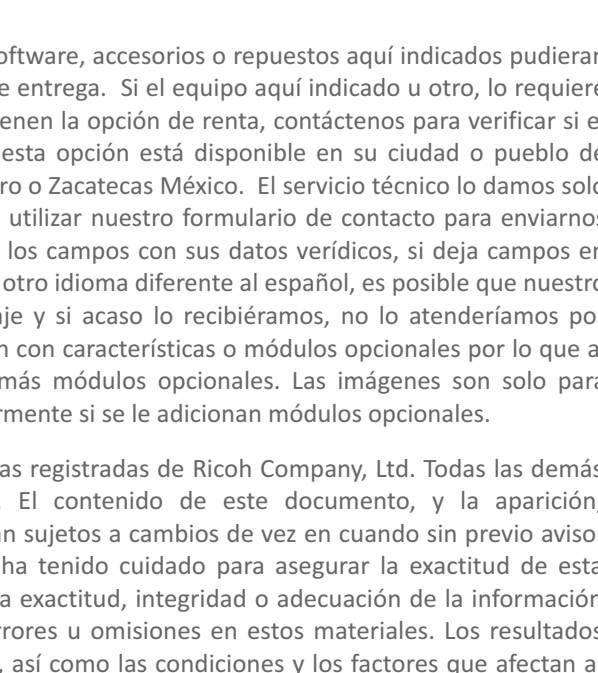 oftware, accesorios o repuestos aquí indicados pudieran
e entrega. Si el equipo aquí indicado u otro, lo requiere
enen la opción de renta, contáctenos para verificar si e
esta opción está disponible en su ciudad o pueblo de
ro o Zacatecas México. El servicio técnico lo damos solo
utilizar nuestro formulario de contacto para enviarnos
los campos con sus datos verídicos, si deja campos en
otro idioma diferente al español, es posible que nuestro
je y si acaso lo recibiéramos, no lo atenderíamos po
n con características o módulos opcionales por lo que a
más módulos opcionales. Las imágenes son solo para
rmente si se le adicionan módulos opcionales.
as registradas de Ricoh Company, Ltd. Todas las demás
. El contenido de este documento, y la aparición,
n sujetos a cambios de vez en cuando sin previo aviso.
ha tenido cuidado para asegurar la exactitud de esta
a exactitud, integridad o adecuación de la información
rrores u omisiones en estos materiales. Los resultados
, así como las condiciones y los factores que afectan a